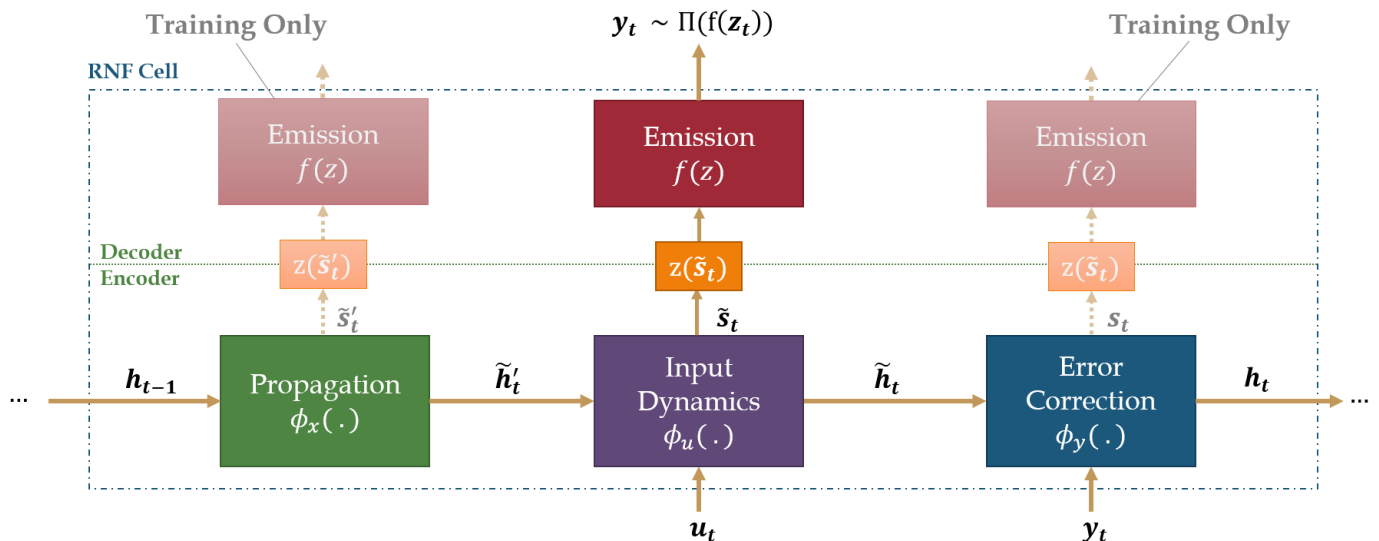 Training Only
y_t ~ Π(f(z_t))
Training Only
RNF Cell
Emission
f(z)
Emission
f(z)
Emission
f(z)
Decoder
Encoder
z(s̃′_t)
z(s̃_t)
z(s̃_t)
s̃′_t
s̃_t
s_t
...
h_{t−1}
Propagation
ϕ_x(.)
h̃′_t
Input
Dynamics
ϕ_u(.)
h̃_t
Error
Correction
ϕ_y(.)
h_t
...
u_t
y_t